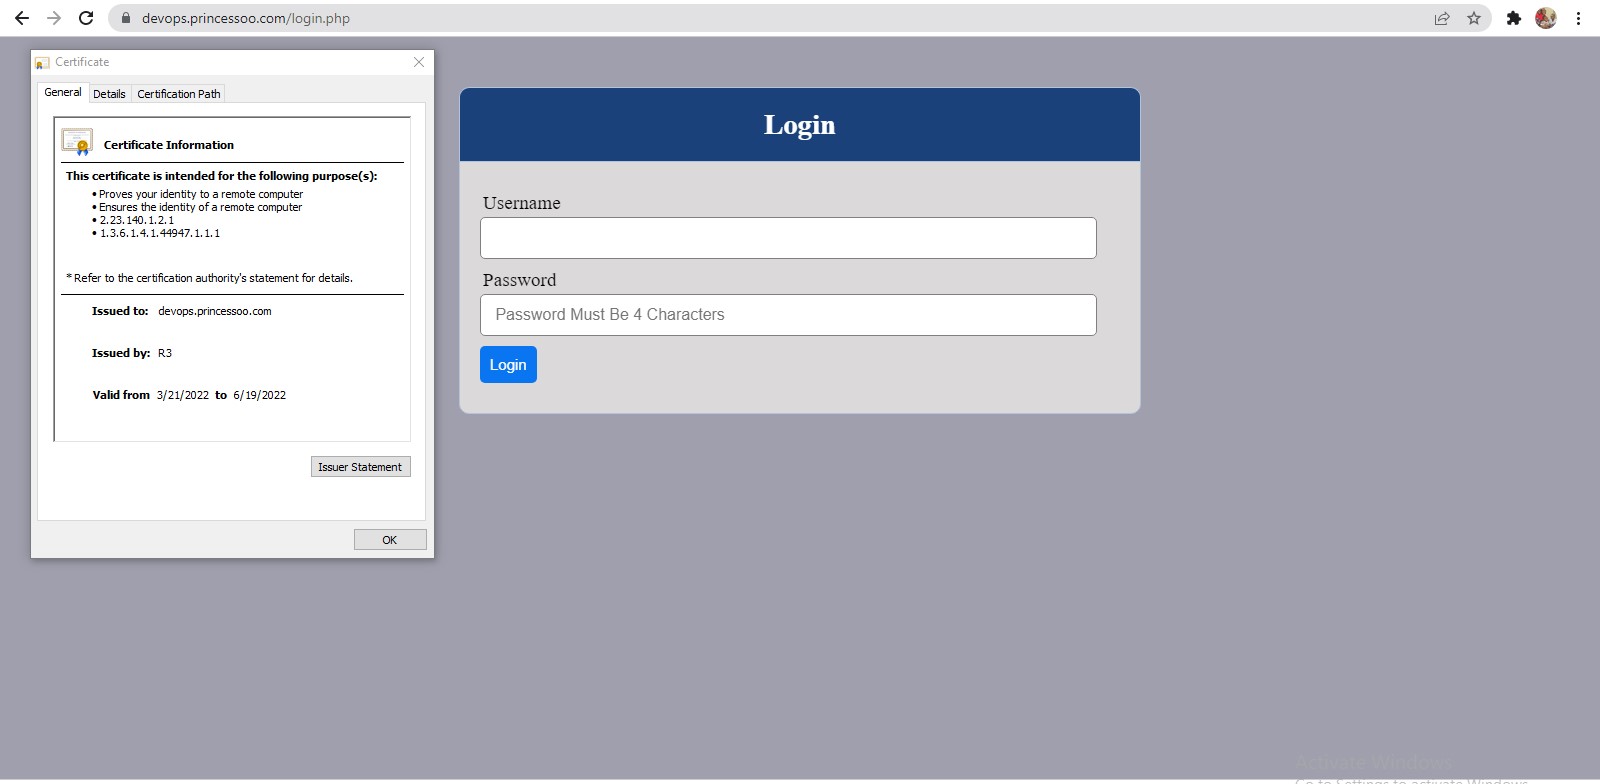 devops.princessoo.com/login.php
Certificate
General Details Certification Path
Certificate Information
This certificate is intended for the following purpose(s):
• Proves your identity to a remote computer
• Ensures the identity of a remote computer
• 2.23.140.1.2.1
• 1.3.6.1.4.1.44947.1.1.1
* Refer to the certification authority's statement for details.
Issued to: devops.princessoo.com
Issued by: R3
Valid from 3/21/2022 to 6/19/2022
Issuer Statement
OK
Login
Username
Password
Password Must Be 4 Characters
Login
Activate Windows
Go to Settings to activate Windows.